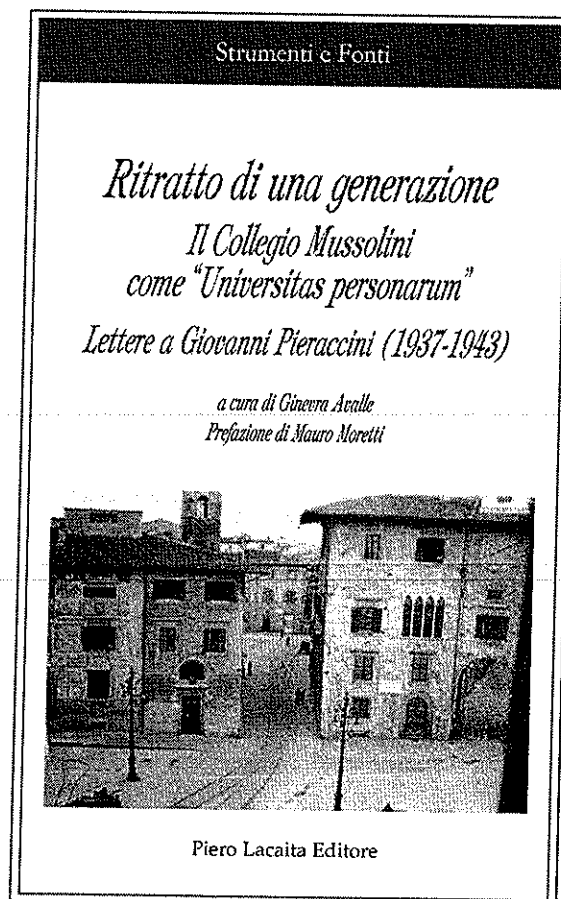 Strumenti e Fonti
Ritratto di una generazione
Il Collegio Mussolini
come "Universitas personarum"
Lettere a Giovanni Pieraccini (1937-1943)
a cura di Ginevra Avalle
Prefazione di Mauro Moretti
Piero Lacaita Editore